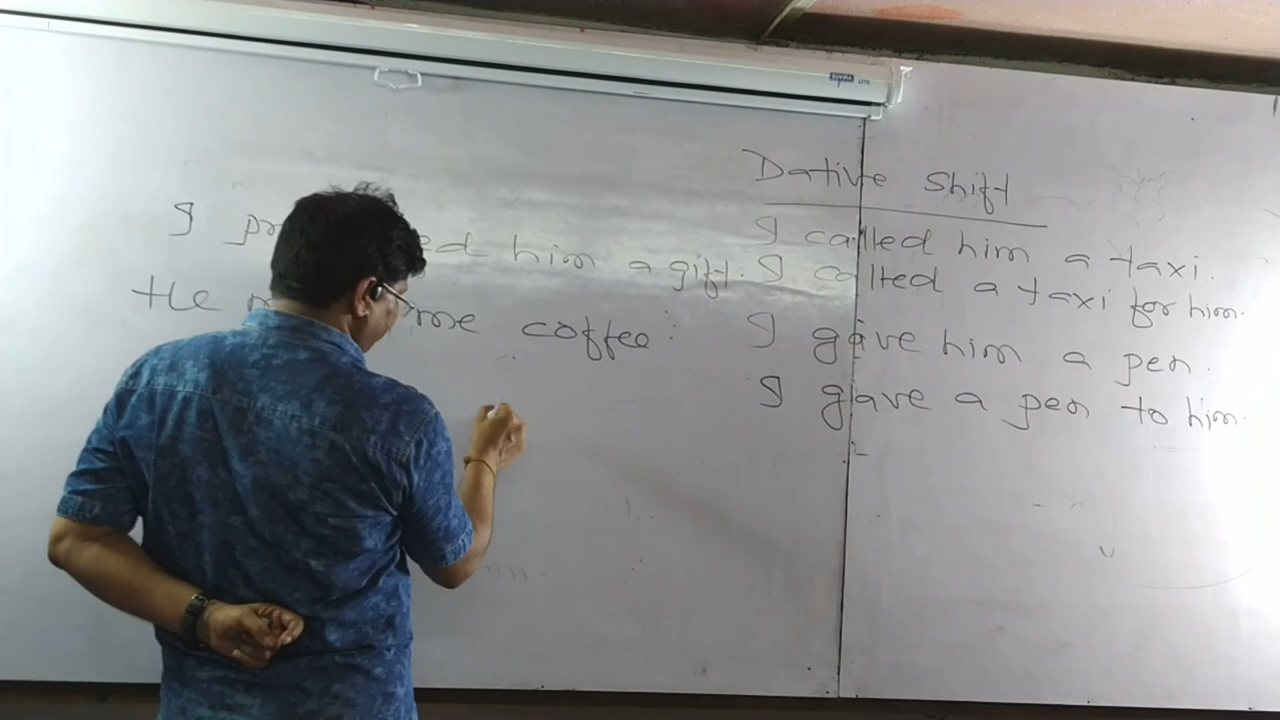 Dative Shift
I called him a taxi.
I called a taxi for him.
I gave him a pen.
I gave a pen to him.
I him a gift.
He me coffee.